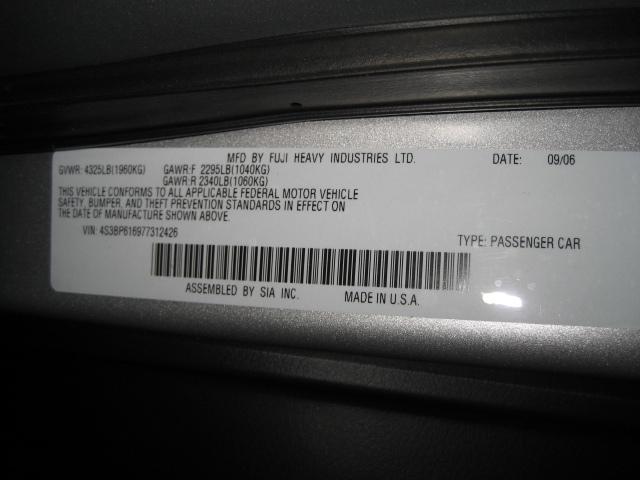 MFD BY FUJI HEAVY INDUSTRIES LTD. DATE: 09/06
GVWR: 4325LB(1960KG) GAWR:F 2295LB(1040KG)
GAWR:R 2340LB(1060KG)
THIS VEHICLE CONFORMS TO ALL APPLICABLE FEDERAL MOTOR VEHICLE
SAFETY, BUMPER, AND THEFT PREVENTION STANDARDS IN EFFECT ON
THE DATE OF MANUFACTURE SHOWN ABOVE.
VIN: 4S3BP616977312426 TYPE: PASSENGER CAR
ASSEMBLED BY SIA INC. MADE IN U.S.A.